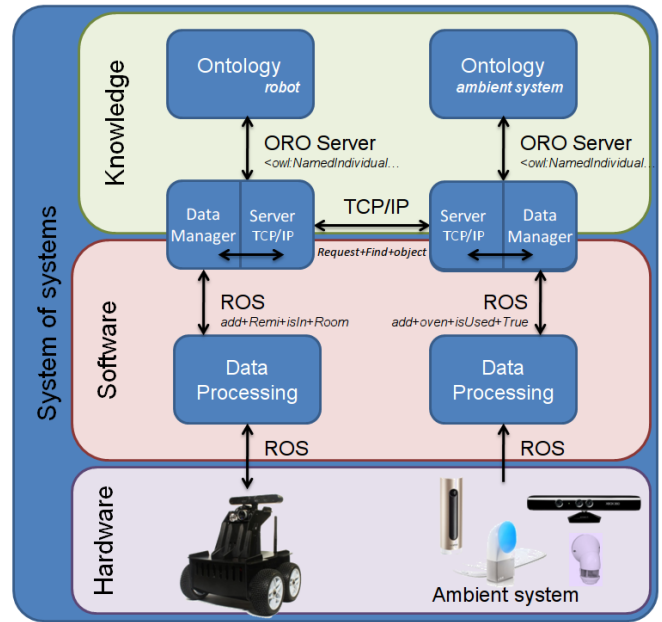 System of systems
Knowledge
Ontology
robot
Ontology
ambient system
ORO Server
<owl:NamedIndividual...
ORO Server
<owl:NamedIndividual...
Data
Manager
Server
TCP/IP
TCP/IP
Request+Find+object
Server
TCP/IP
Data
Manager
Software
ROS
add+Remi+isIn+Room
ROS
add+oven+isUsed+True
Data
Processing
Data
Processing
ROS
ROS
Hardware
Ambient system